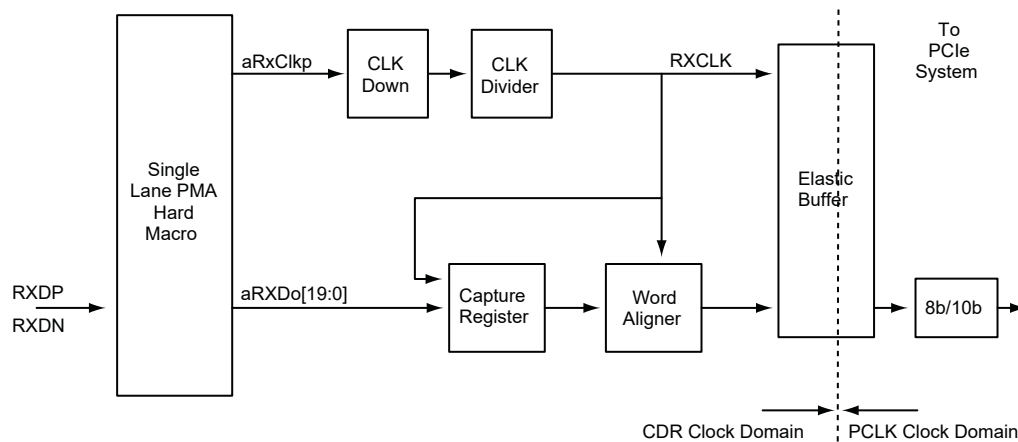 To
PCIe
System
aRxClkp
CLK
Down
CLK
Divider
RXCLK
Single
Lane PMA
Hard
Macro
Elastic
Buffer
RXDP
RXDN
aRXDo[19:0]
Capture
Register
Word
Aligner
8b/10b
CDR Clock Domain
PCLK Clock Domain